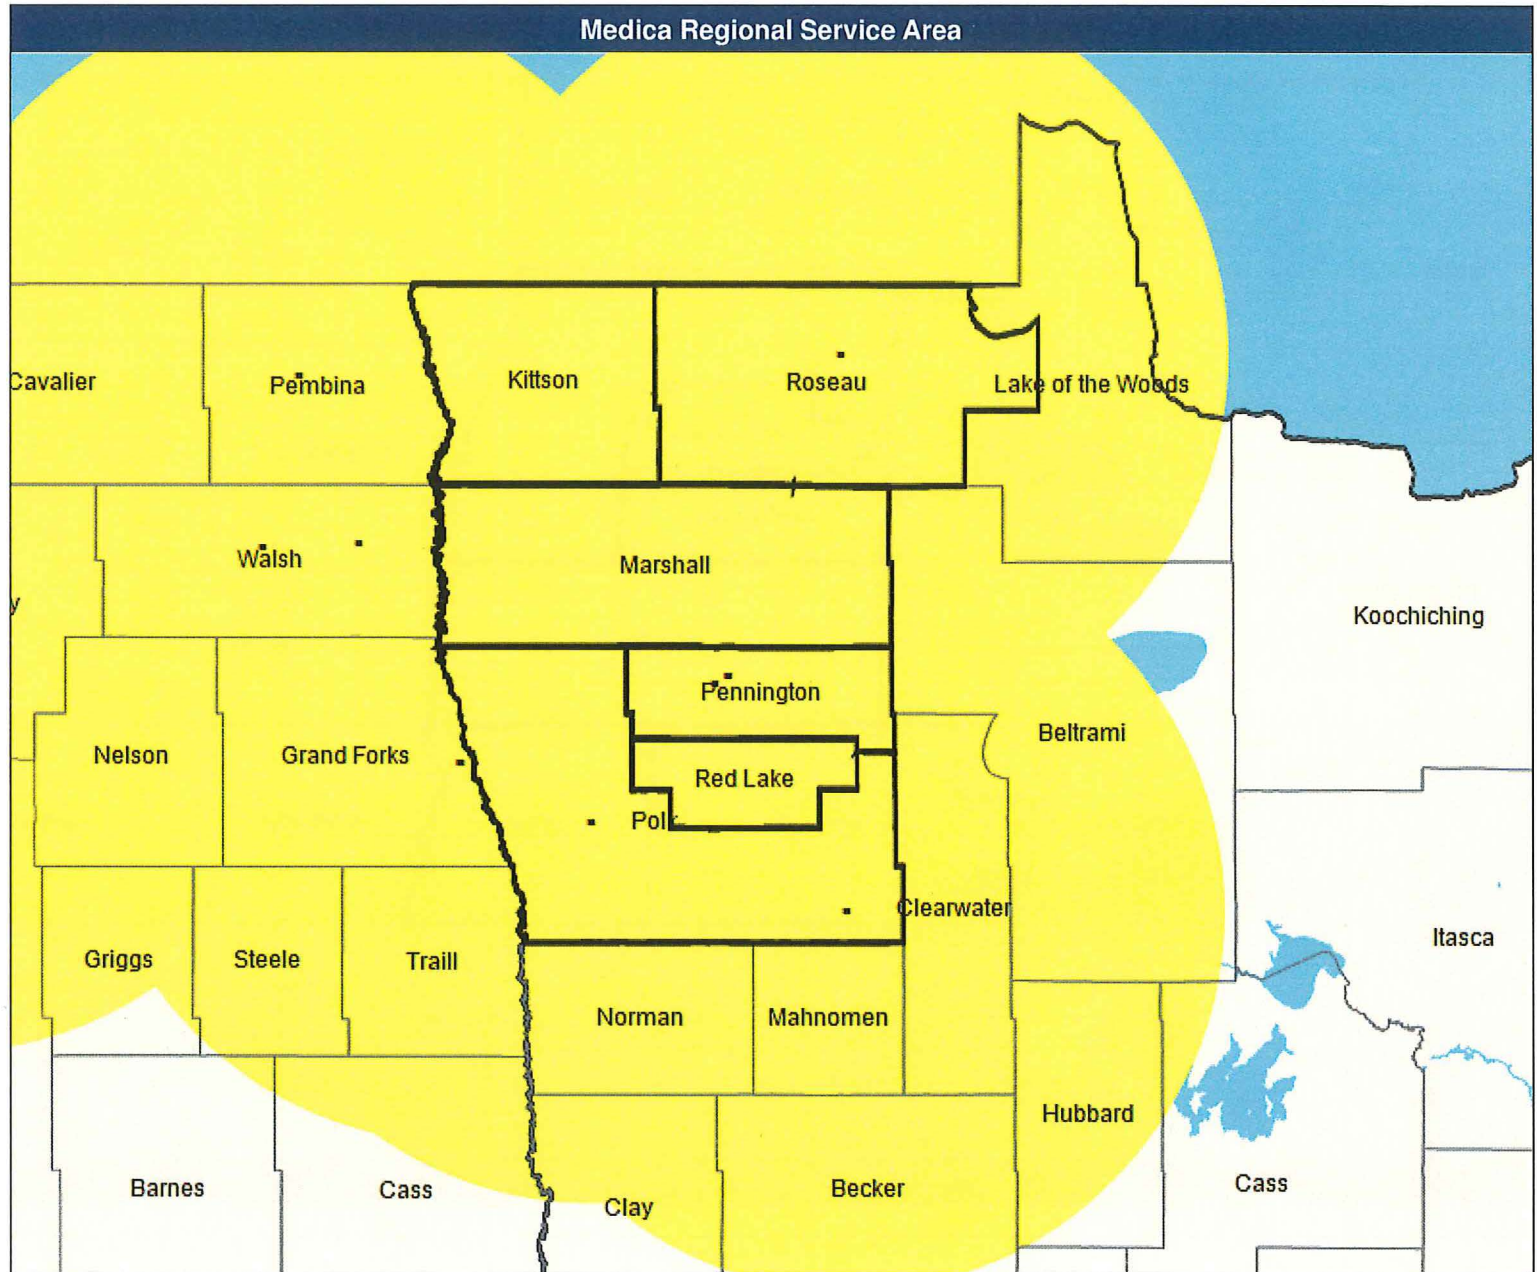 Medica Regional Service Area
Cavalier
Pembina
Kittson
Roseau
Lake of the Woods
Walsh
Marshall
y
Koochiching
Pennington
Nelson
Grand Forks
Beltrami
Red Lake
Polk
Clearwater
Griggs
Steele
Traill
Itasca
Norman
Mahnomen
Hubbard
Barnes
Cass
Clay
Becker
Cass